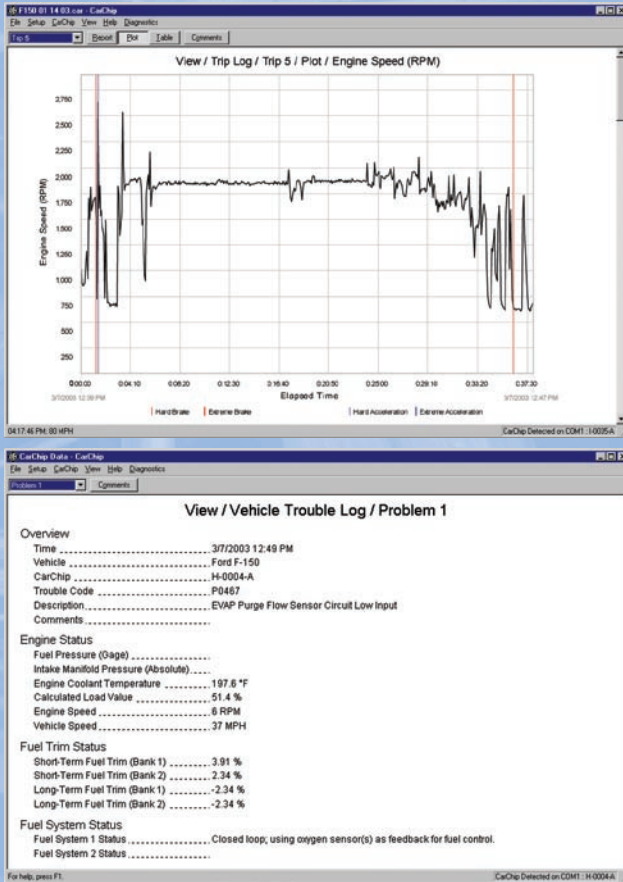 F150 01 14 03.car - CarChip
File Setup CarChip View Help Diagnostics
Trip 5 Report Plot Table Comments
View / Trip Log / Trip 5 / Plot / Engine Speed (RPM)
Engine Speed (RPM)
2,750
2,500
2,250
2,000
1,750
1,500
1,250
1,000
750
500
250
0
0:00:00 0:04:10 0:08:20 0:12:30 0:16:40 0:20:50 0:25:00 0:29:10 0:33:20 0:37:30
3/7/2003 12:39 PM Elapsed Time 3/7/2003 12:47 PM
Hard Brake Extreme Brake Hard Acceleration Extreme Acceleration
04:17:46 PM; 80 MPH CarChip Detected on COM1 : I-0035-A
CarChip Data - CarChip
File Setup CarChip View Help Diagnostics
Problem 1 Comments
View / Vehicle Trouble Log / Problem 1
Overview
Time 3/7/2003 12:49 PM
Vehicle Ford F-150
CarChip H-0004-A
Trouble Code P0467
Description EVAP Purge Flow Sensor Circuit Low Input
Comments
Engine Status
Fuel Pressure (Gage)
Intake Manifold Pressure (Absolute)
Engine Coolant Temperature 197.6 °F
Calculated Load Value 51.4 %
Engine Speed 6 RPM
Vehicle Speed 37 MPH
Fuel Trim Status
Short-Term Fuel Trim (Bank 1) 3.91 %
Short-Term Fuel Trim (Bank 2) 2.34 %
Long-Term Fuel Trim (Bank 1) -2.34 %
Long-Term Fuel Trim (Bank 2) -2.34 %
Fuel System Status
Fuel System 1 Status Closed loop; using oxygen sensor(s) as feedback for fuel control.
Fuel System 2 Status
For help, press F1. CarChip Detected on COM1 : H-0004-A